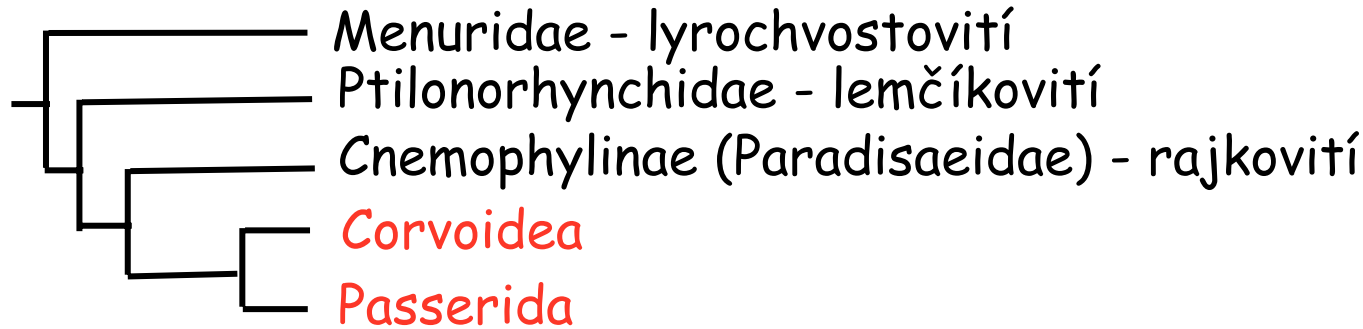 Menuridae - lyrochvostovití
Ptilonorhynchidae - lemčíkovití
Cnemophylinae (Paradisaeidae) - rajkovití
Corvoidea
Passerida